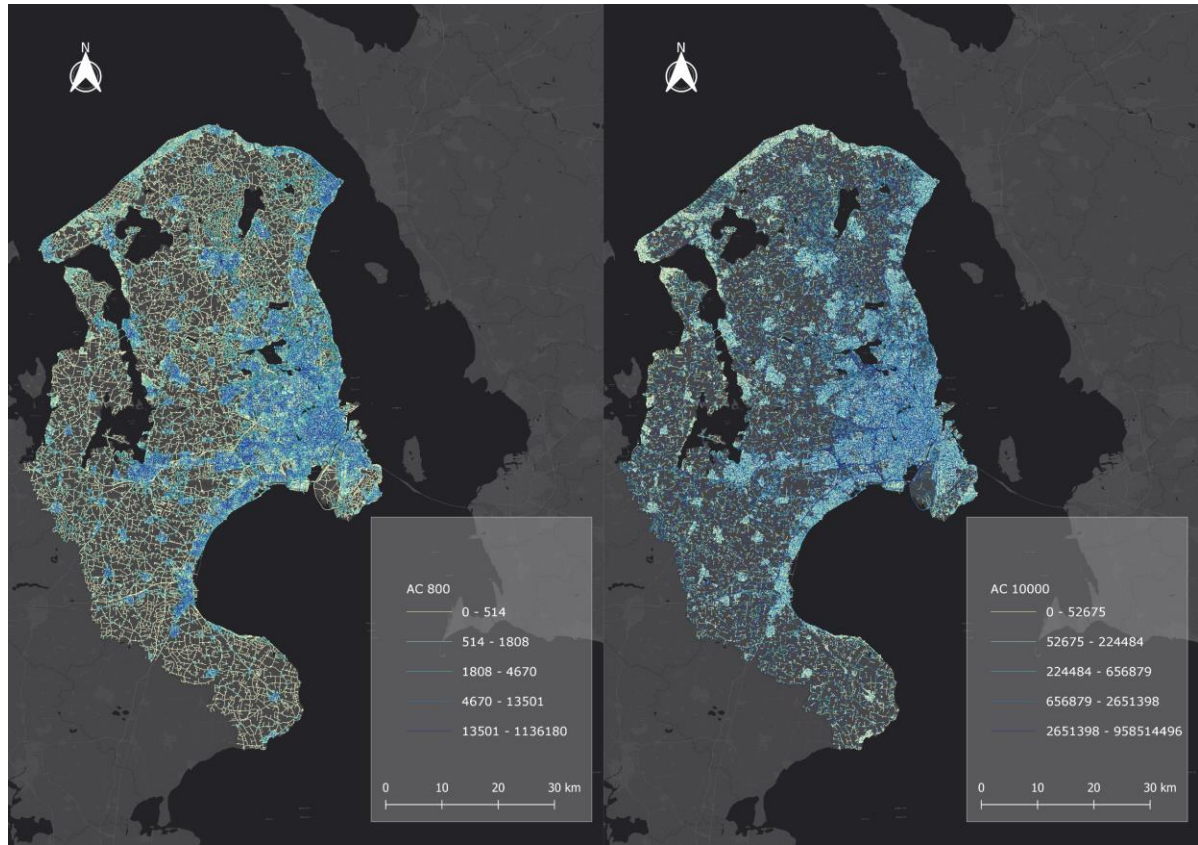 N
AC 800
0 - 514
514 - 1808
1808 - 4670
4670 - 13501
13501 - 1136180
0 10 20 30 km
N
AC 10000
0 - 52675
52675 - 224484
224484 - 656879
656879 - 2651398
2651398 - 958514496
0 10 20 30 km